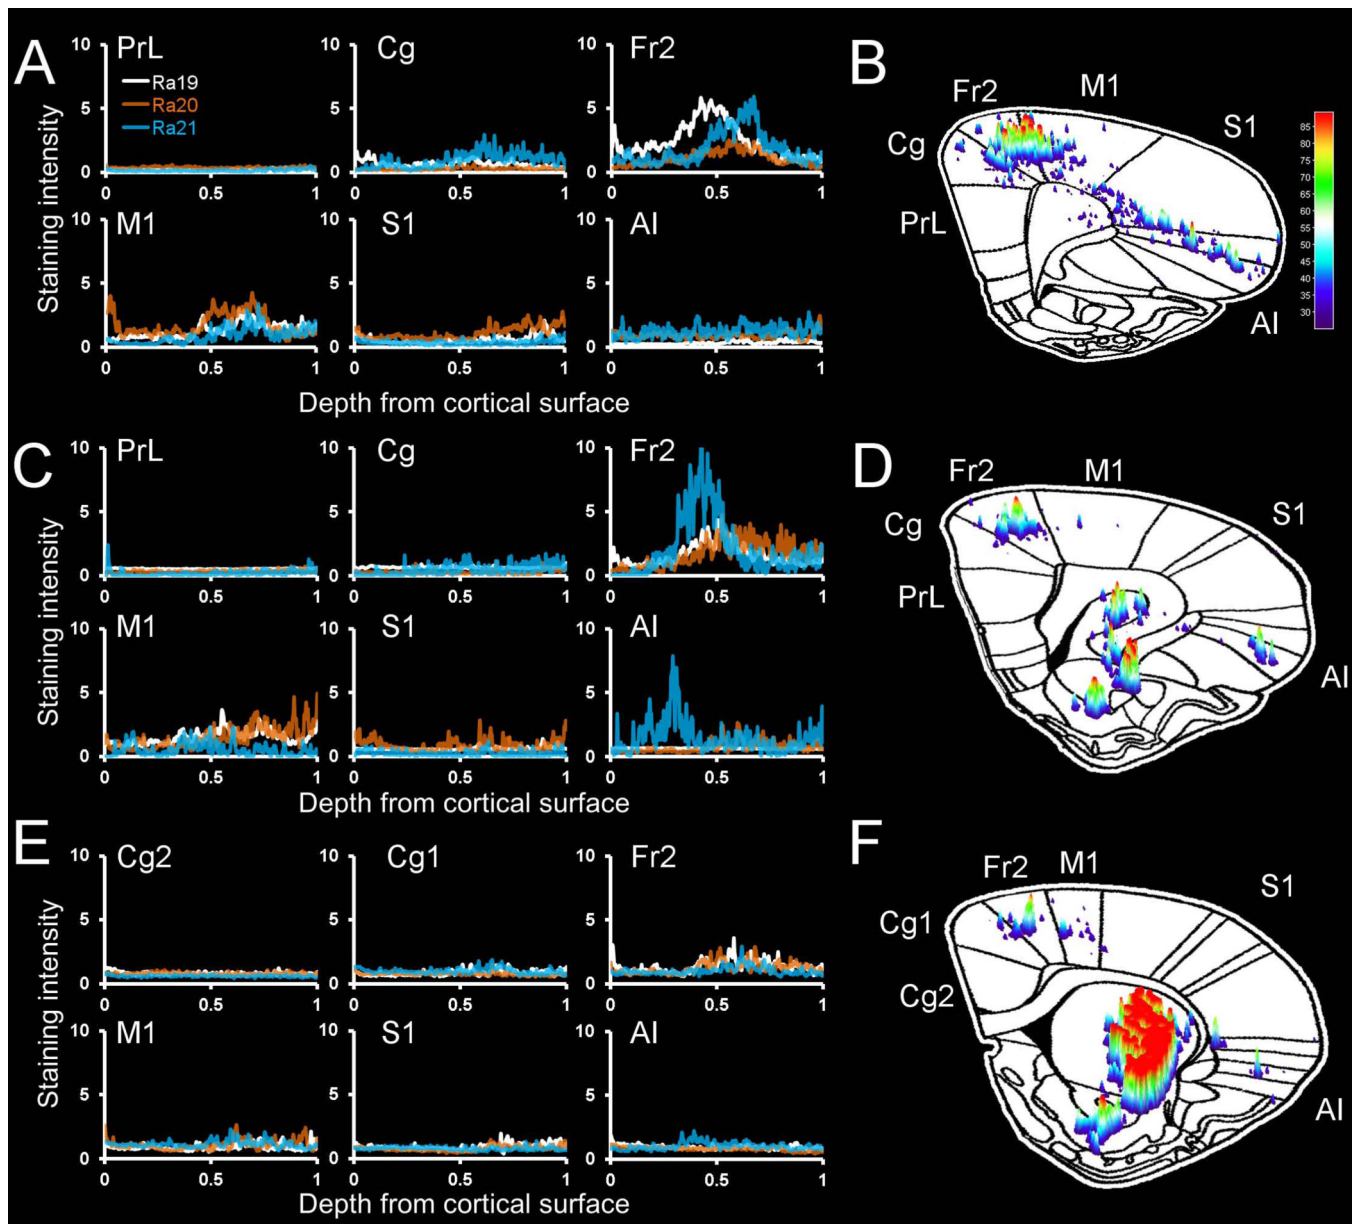 A
PrL
Cg
Fr2
Ra19
Ra20
Ra21
Staining intensity
10
5
0
10
5
0
10
5
0
0
0.5
1
0
0.5
1
0
0.5
1
M1
S1
AI
10
5
0
10
5
0
10
5
0
0
0.5
1
0
0.5
1
0
0.5
1
Depth from cortical surface
B
Fr2
M1
S1
Cg
PrL
AI
85
80
75
70
65
60
55
50
45
40
35
30
C
PrL
Cg
Fr2
Staining intensity
10
5
0
10
5
0
10
5
0
0
0.5
1
0
0.5
1
0
0.5
1
M1
S1
AI
10
5
0
10
5
0
10
5
0
0
0.5
1
0
0.5
1
0
0.5
1
Depth from cortical surface
D
Fr2
M1
S1
Cg
PrL
AI
E
Cg2
Cg1
Fr2
Staining intensity
10
5
0
10
5
0
10
5
0
0
0.5
1
0
0.5
1
0
0.5
1
M1
S1
AI
10
5
0
10
5
0
10
5
0
0
0.5
1
0
0.5
1
0
0.5
1
Depth from cortical surface
F
Fr2
M1
S1
Cg1
Cg2
AI